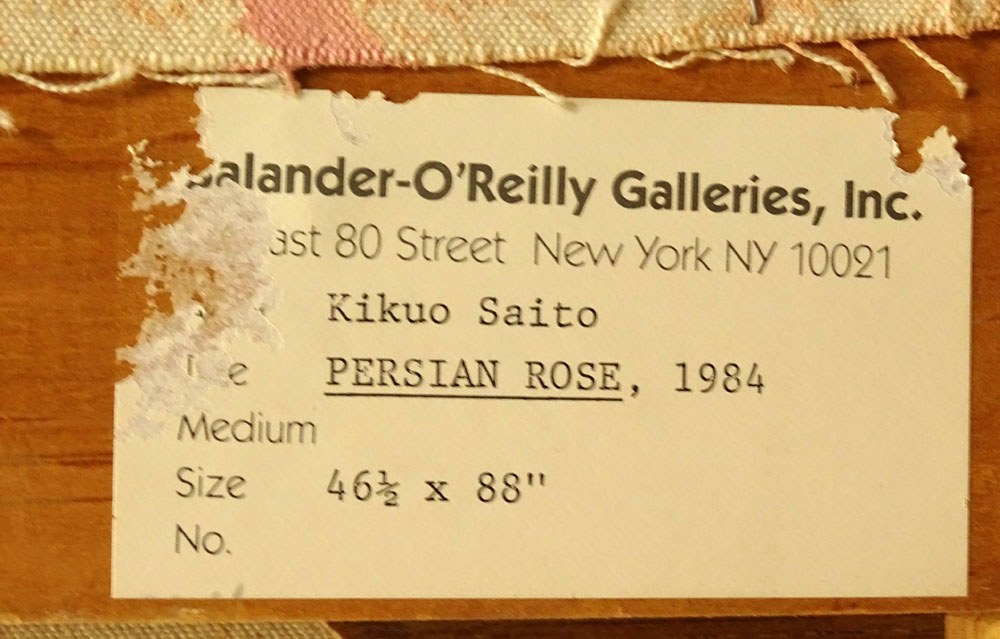 alander-O'Reilly Galleries, Inc.
ast 80 Street New York NY 10021
Kikuo Saito
PERSIAN ROSE, 1984
Medium
Size 46½ x 88"
No.